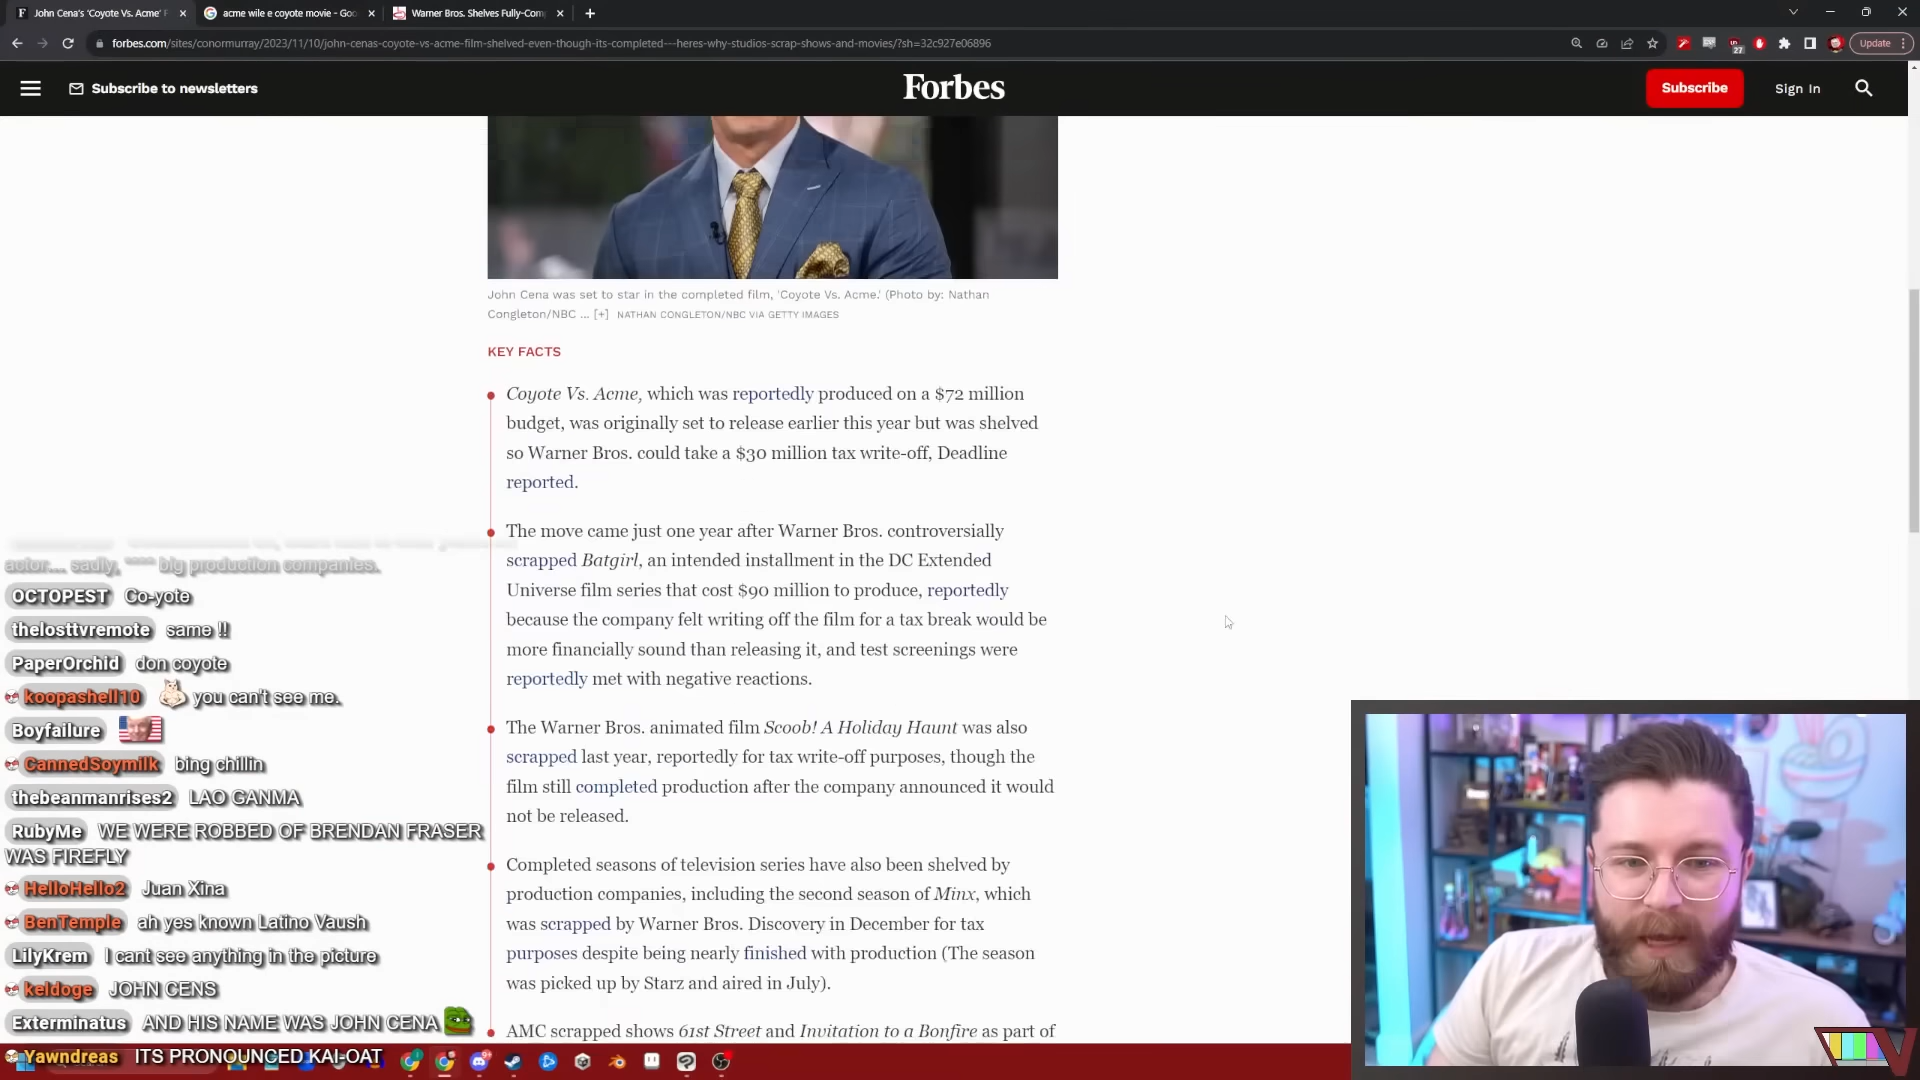 John Cena's 'Coyote Vs. Acme' F
acme wile e coyote movie - Goo
Warner Bros. Shelves Fully-Com
forbes.com/sites/conormurray/2023/11/10/john-cenas-coyote-vs-acme-film-shelved-even-though-its-completed---heres-why-studios-scrap-shows-and-movies/?sh=32c927e06896
27
Update
Subscribe to newsletters
Forbes
Subscribe
Sign In
John Cena was set to star in the completed film, 'Coyote Vs. Acme.' (Photo by: Nathan
Congleton/NBC ... [+] NATHAN CONGLETON/NBC VIA GETTY IMAGES
KEY FACTS
Coyote Vs. Acme, which was reportedly produced on a $72 million
budget, was originally set to release earlier this year but was shelved
so Warner Bros. could take a $30 million tax write-off, Deadline
reported.
The move came just one year after Warner Bros. controversially
scrapped Batgirl, an intended installment in the DC Extended
Universe film series that cost $90 million to produce, reportedly
because the company felt writing off the film for a tax break would be
more financially sound than releasing it, and test screenings were
reportedly met with negative reactions.
The Warner Bros. animated film Scoob! A Holiday Haunt was also
scrapped last year, reportedly for tax write-off purposes, though the
film still completed production after the company announced it would
not be released.
Completed seasons of television series have also been shelved by
production companies, including the second season of Minx, which
was scrapped by Warner Bros. Discovery in December for tax
purposes despite being nearly finished with production (The season
was picked up by Starz and aired in July).
AMC scrapped shows 61st Street and Invitation to a Bonfire as part of
actor.... sadly, **** big production companies.
OCTOPEST Co-yote
thelosttvremote same !!
PaperOrchid don coyote
koopashell10 you can't see me.
Boyfailure
CannedSoymilk bing chillin
thebeanmanrises2 LAO GANMA
RubyMe WE WERE ROBBED OF BRENDAN FRASER
WAS FIREFLY
HelloHello2 Juan Xina
BenTemple ah yes known Latino Vaush
LilyKrem I cant see anything in the picture
keldoge JOHN CENS
Exterminatus AND HIS NAME WAS JOHN CENA
Yawndreas ITS PRONOUNCED KAI-OAT